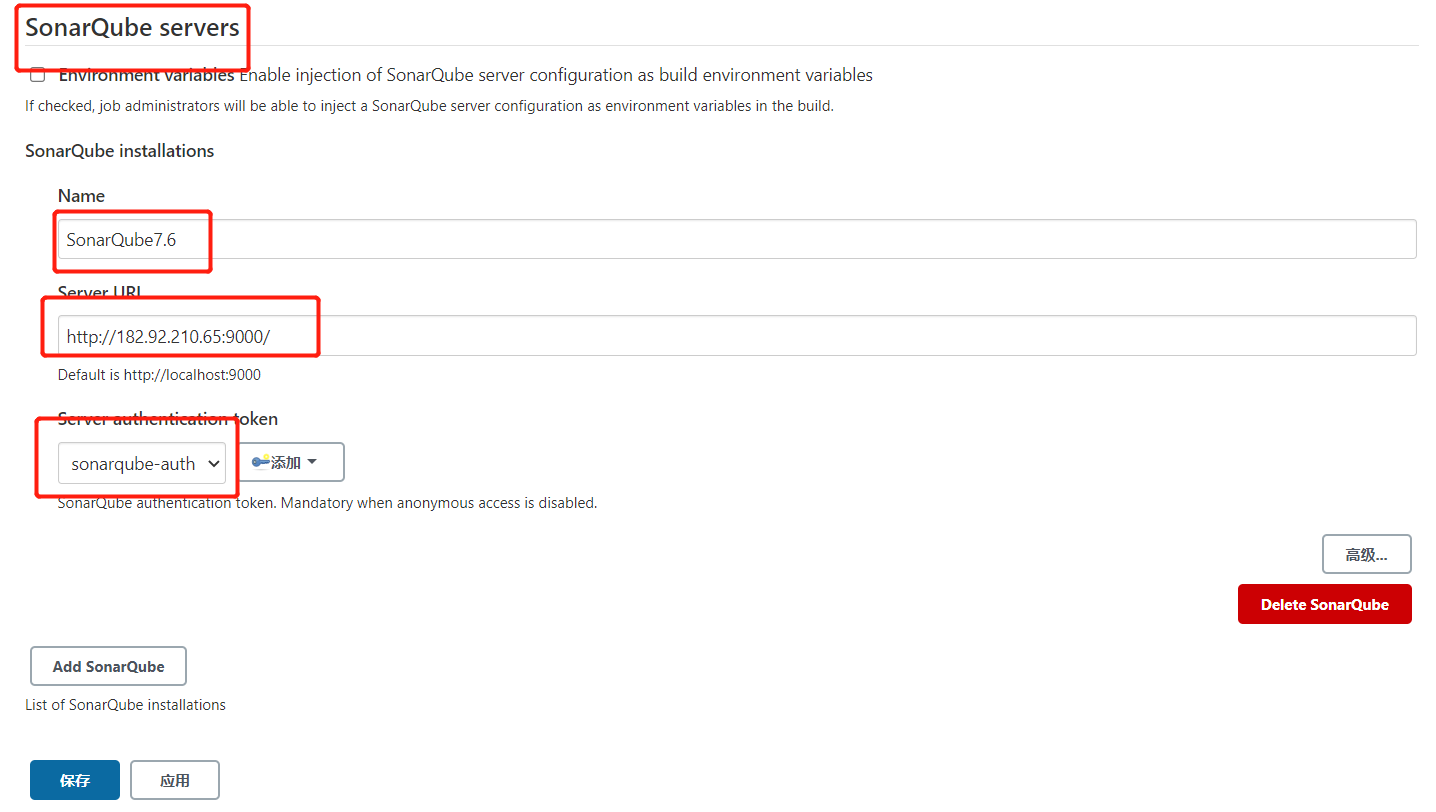 SonarQube servers
Environment variables Enable injection of SonarQube server configuration as build environment variables
If checked, job administrators will be able to inject a SonarQube server configuration as environment variables in the build.
SonarQube installations
Name
SonarQube7.6
Server URL
http://182.92.210.65:9000/
Default is http://localhost:9000
Server authentication token
sonarqube-auth
添加
SonarQube authentication token. Mandatory when anonymous access is disabled.
高级...
Delete SonarQube
Add SonarQube
List of SonarQube installations
保存 应用